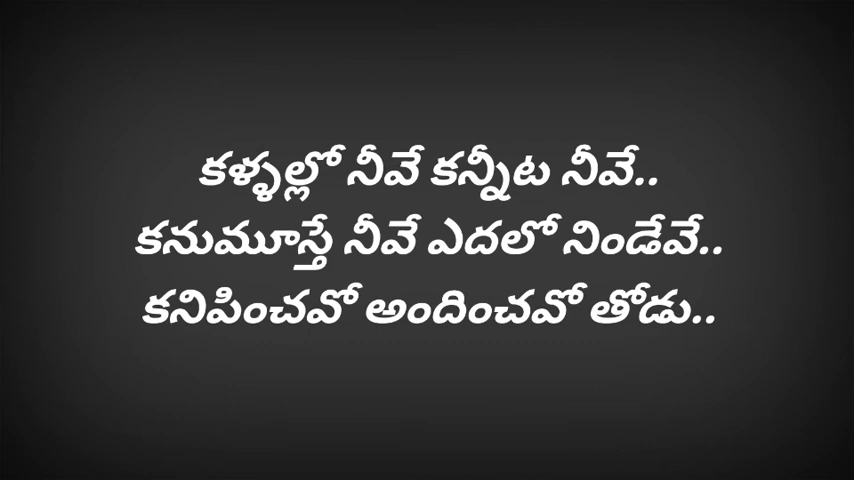 కళ్ళల్లో నీవే కన్నీట నీవే..
కనుమూస్తే నీవే ఎదలో నిండేవే..
కనిపించవో అందించవో తోడు..